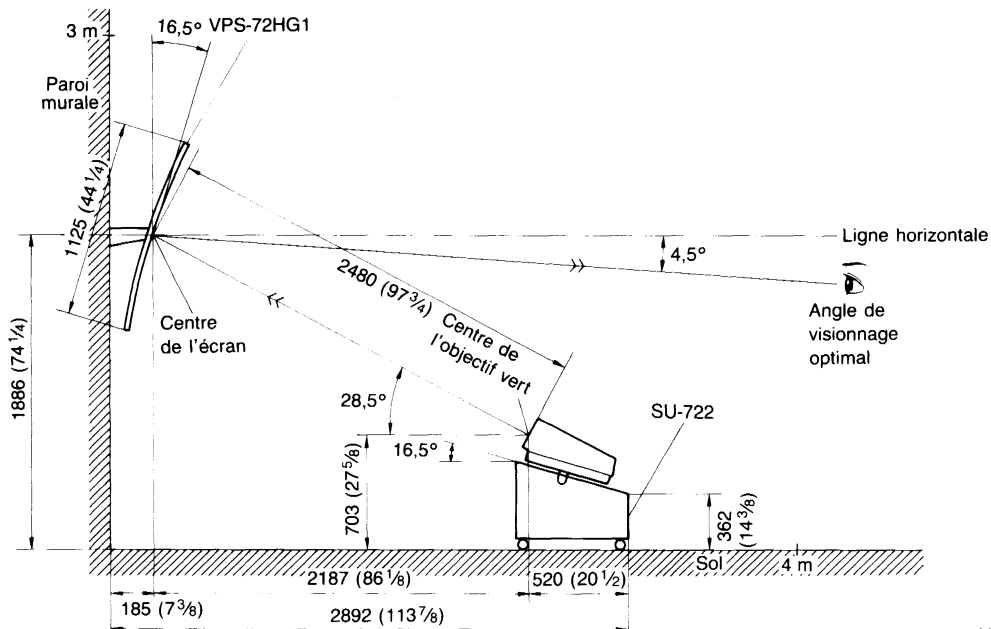 16,5° VPS-72HG1
3 m
Paroi
murale
1125 (44 1/4)
Ligne horizontale
4,5°
2480 (97 3/4)
Centre
de l'écran
Centre de
l'objectif vert
Angle de
visionnage
optimal
1886 (74 1/4)
28,5°
SU-722
16,5°
703 (27 5/8)
362
(14 3/8)
Sol
4 m
2187 (86 1/8)
520 (20 1/2)
185 (7 3/8)
2892 (113 7/8)